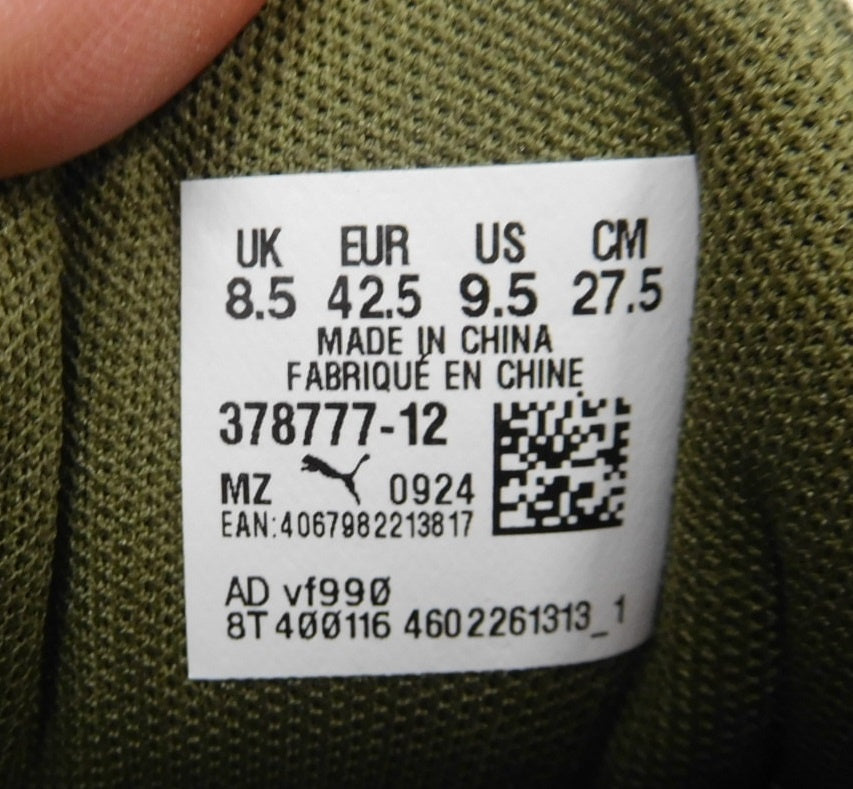 UK EUR US CM
8.5 42.5 9.5 27.5
MADE IN CHINA
FABRIQUÉ EN CHINE
378777-12
MZ 0924
EAN:4067982213817
AD vf990
8T400116 4602261313_1